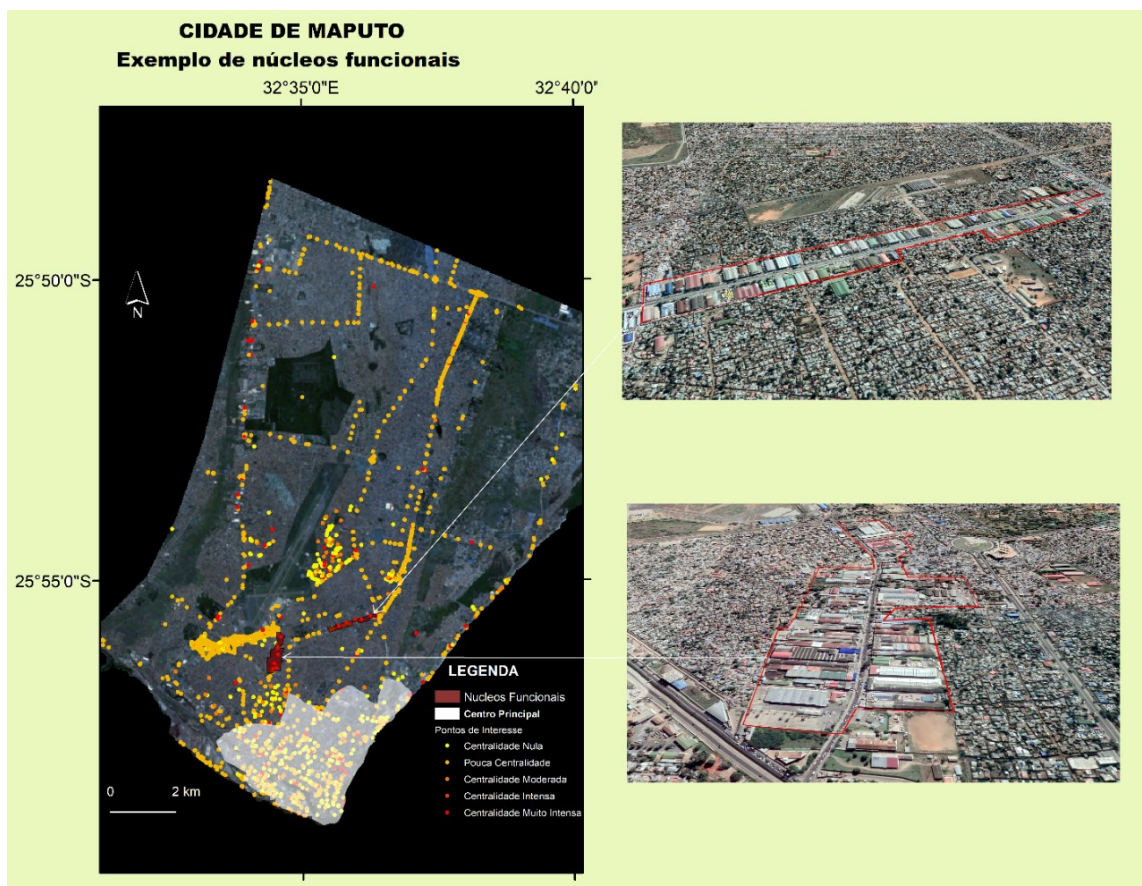 CIDADE DE MAPUTO
Exemplo de núcleos funcionais
32°35'0"E
32°40'0"
25°50'0"S
N
25°55'0"S
LEGENDA
Nucleos Funcionais
Centro Principal
Pontos de Interesse
Centralidade Nula
Pouca Centralidade
Centralidade Moderada
Centralidade Intensa
Centralidade Muito Intensa
0 2 km